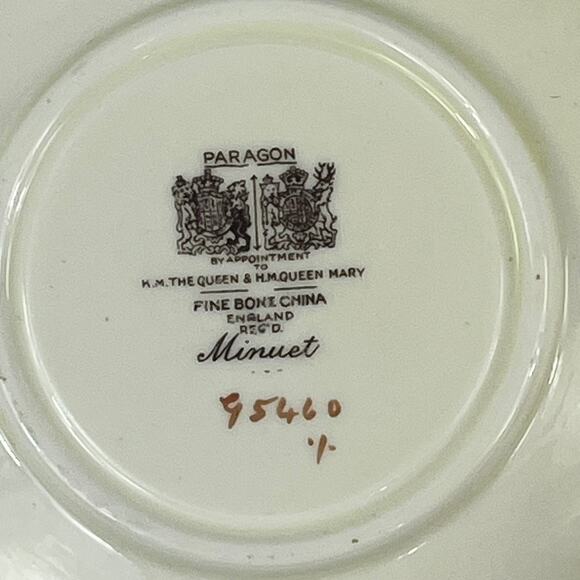 PARAGON
BY APPOINTMENT
TO
H.M. THE QUEEN & H.M. QUEEN MARY
FINE BONE CHINA
ENGLAND
REG'D.
Minuet
G5460